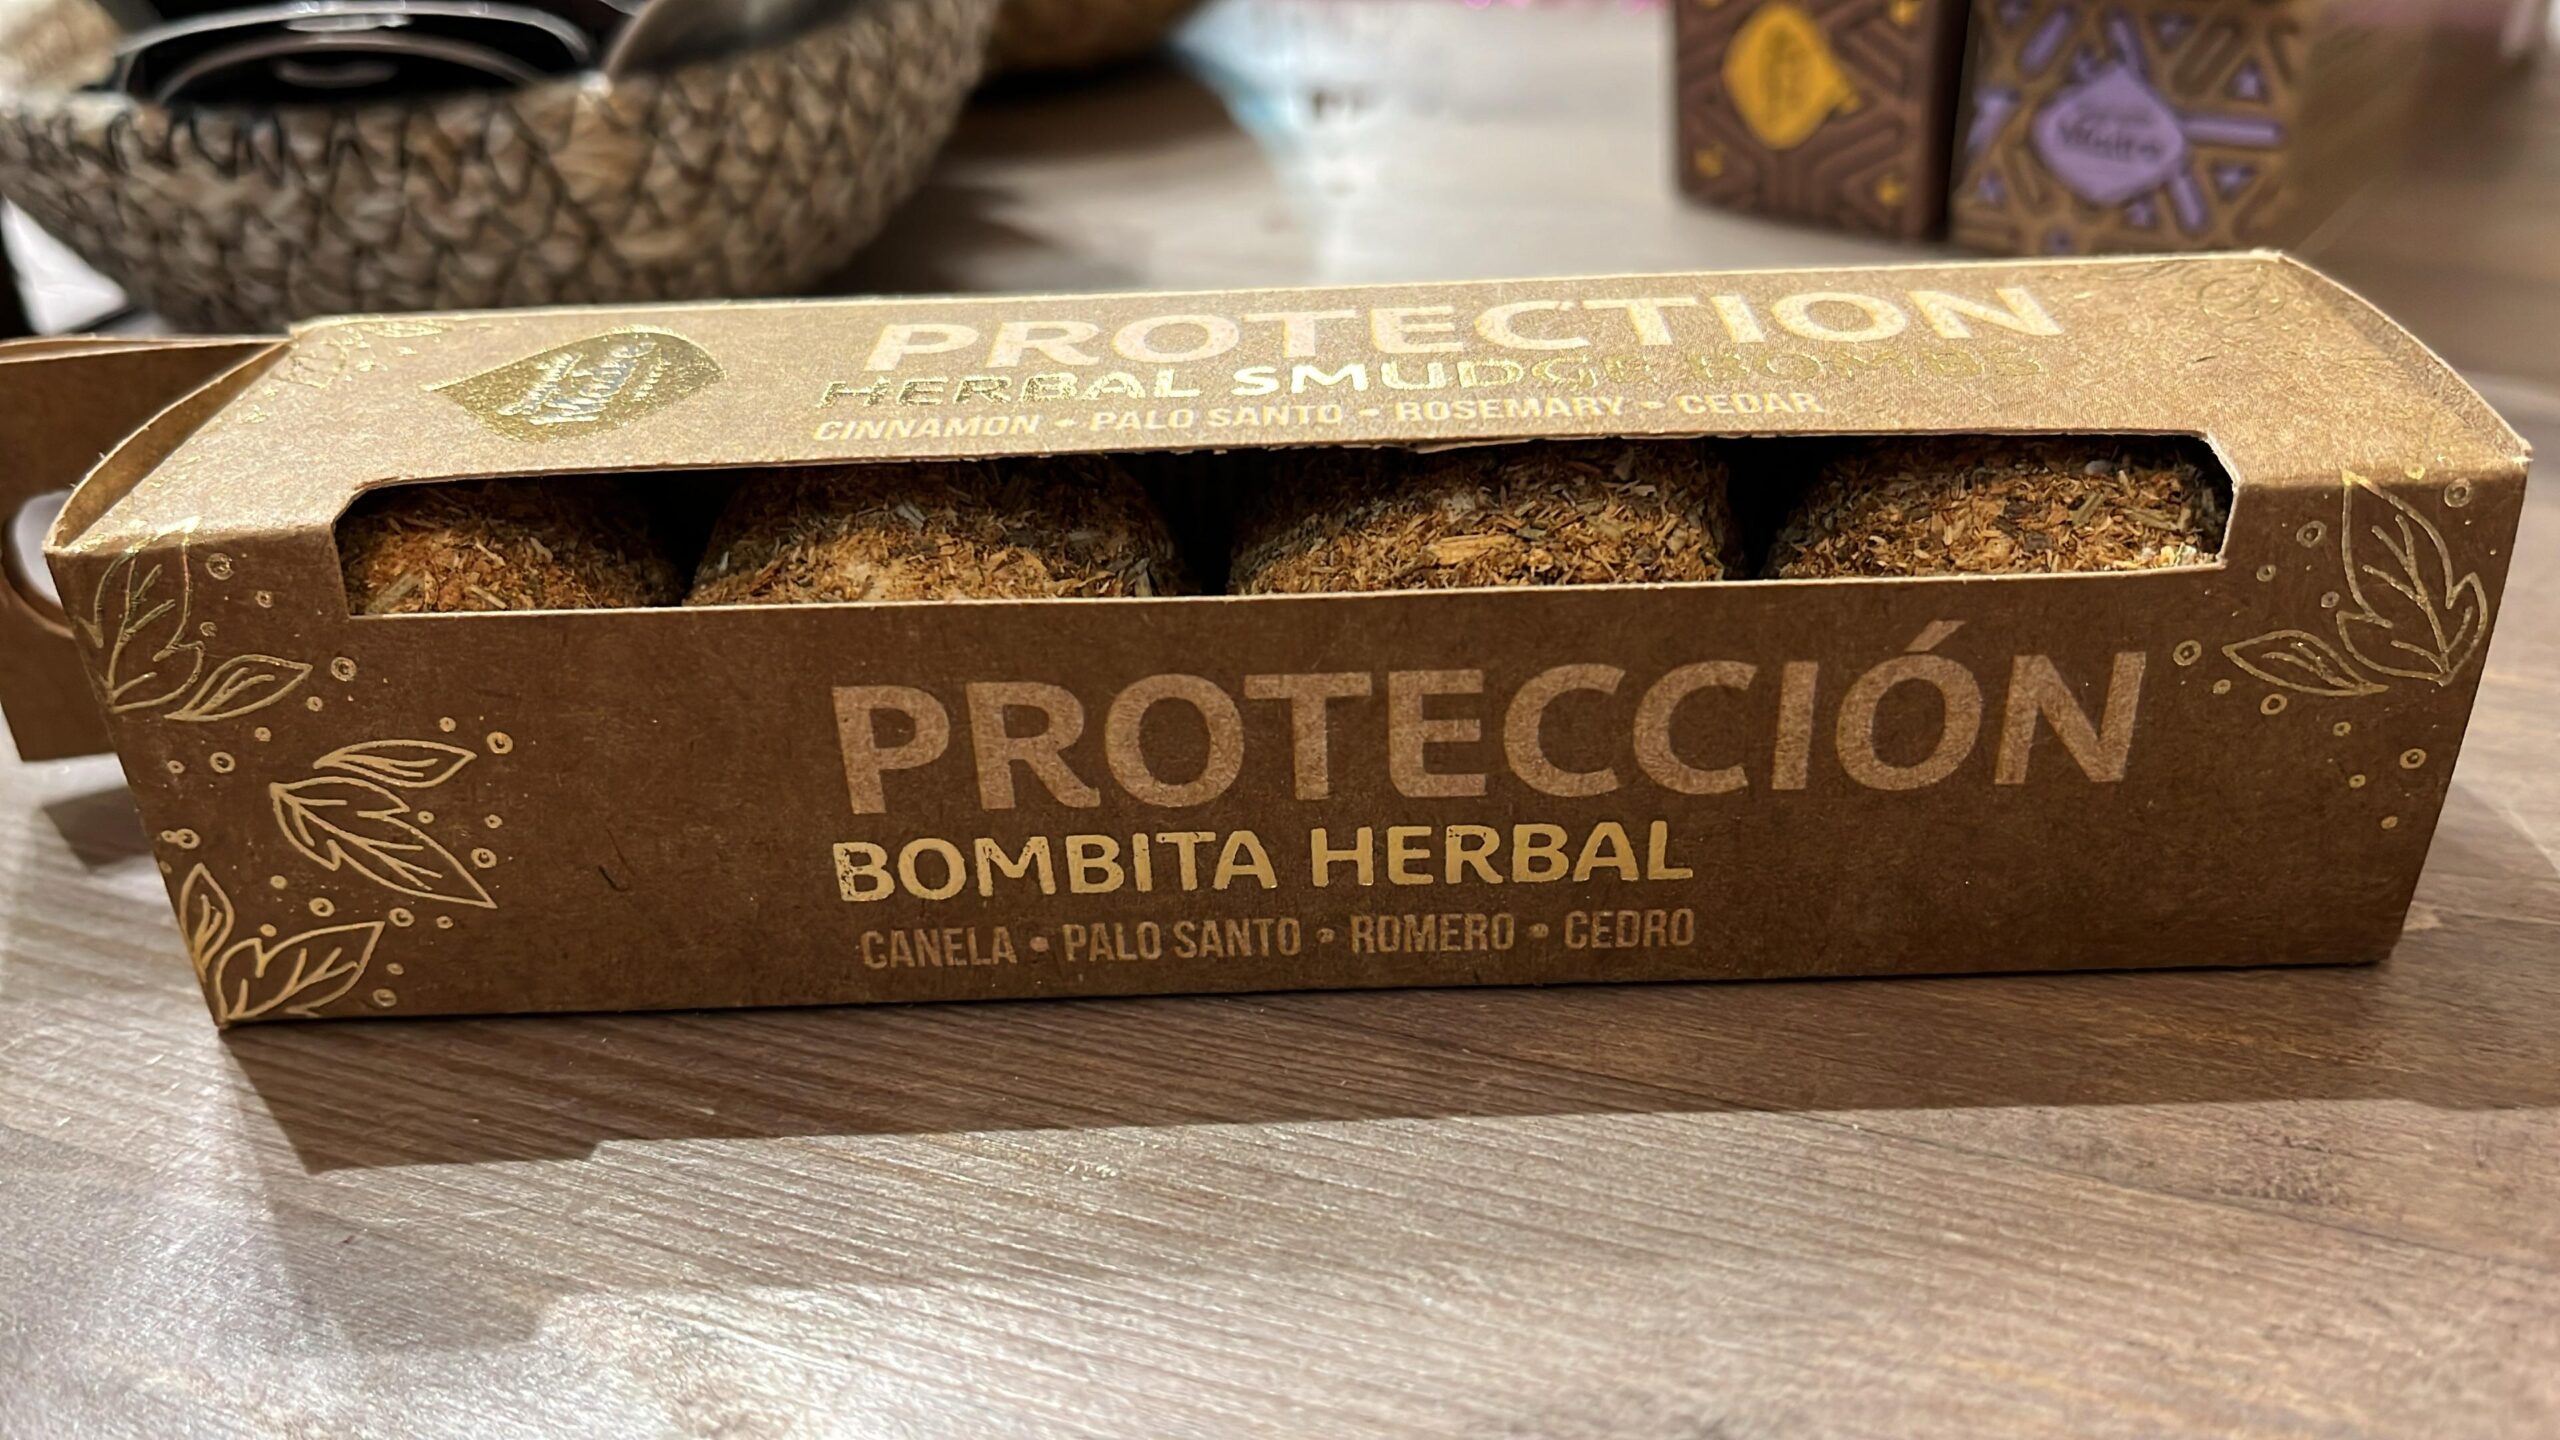 PROTECTION
HERBAL SMUDGE BOMBS
CINNAMON • PALO SANTO • ROSEMARY • CEDAR
PROTECCIÓN
BOMBITA HERBAL
CANELA • PALO SANTO • ROMERO • CEDRO